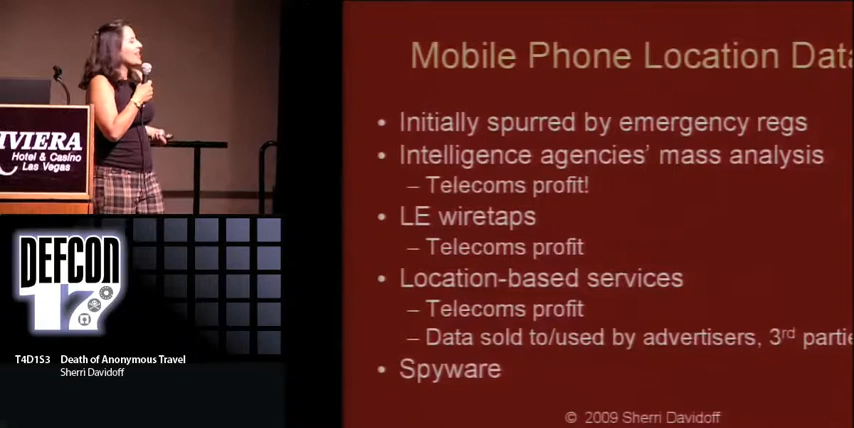 RIVIERA
Hotel & Casino
Las Vegas
DEFCON
17
T4D1S3 Death of Anonymous Travel
Sherri Davidoff
Mobile Phone Location Data
• Initially spurred by emergency regs
• Intelligence agencies' mass analysis
– Telecoms profit!
• LE wiretaps
– Telecoms profit
• Location-based services
– Telecoms profit
– Data sold to/used by advertisers, 3rd partie
• Spyware
© 2009 Sherri Davidoff